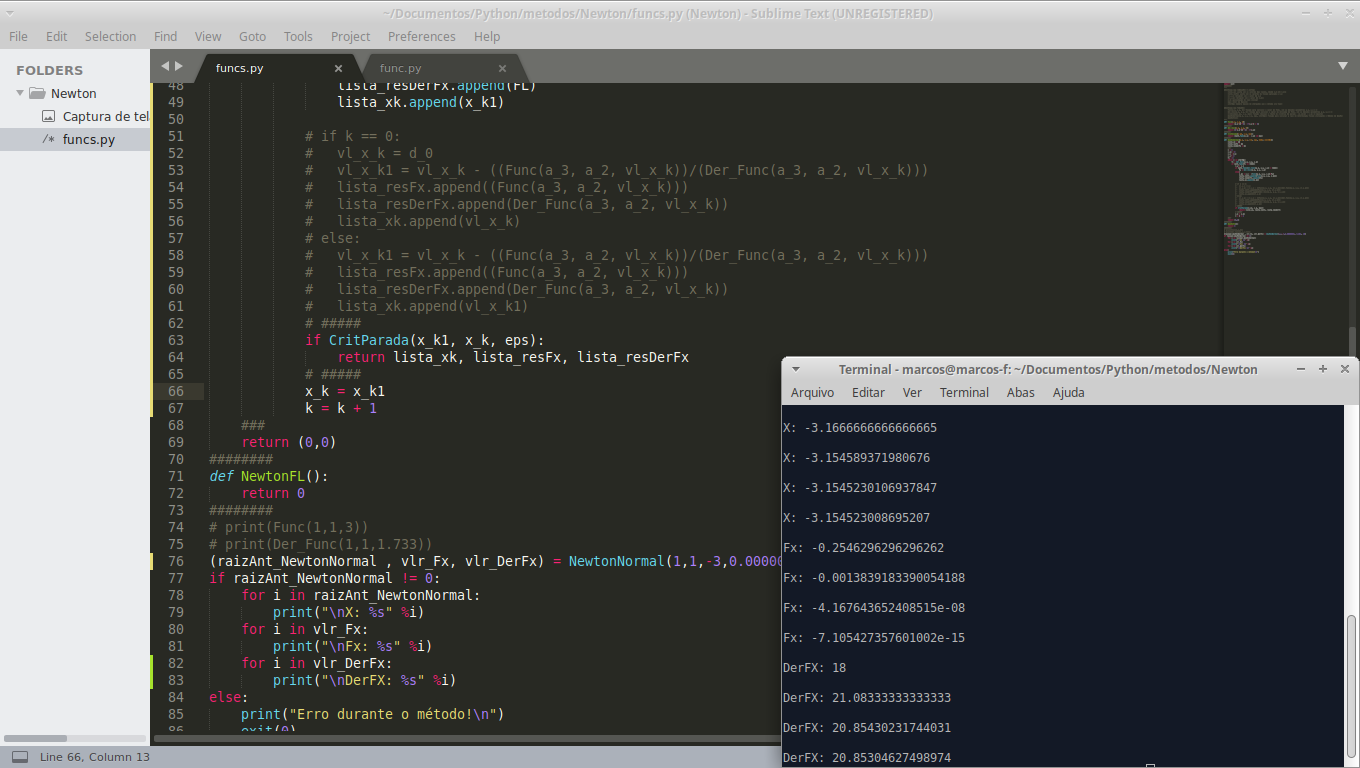 ~/Documentos/Python/metodos/Newton/funcs.py (Newton) - Sublime Text (UNREGISTERED)
File Edit Selection Find View Goto Tools Project Preferences Help
FOLDERS
Newton
Captura de tel
/* funcs.py
funcs.py × func.py ×
48 lista_resDerFx.append(FL)
49 lista_xk.append(x_k1)
50
51 # if k == 0:
52 #   vl_x_k = d_0
53 #   vl_x_k1 = vl_x_k - ((Func(a_3, a_2, vl_x_k))/(Der_Func(a_3, a_2, vl_x_k)))
54 #   lista_resFx.append((Func(a_3, a_2, vl_x_k)))
55 #   lista_resDerFx.append(Der_Func(a_3, a_2, vl_x_k))
56 #   lista_xk.append(vl_x_k)
57 # else:
58 #   vl_x_k1 = vl_x_k - ((Func(a_3, a_2, vl_x_k))/(Der_Func(a_3, a_2, vl_x_k)))
59 #   lista_resFx.append((Func(a_3, a_2, vl_x_k)))
60 #   lista_resDerFx.append(Der_Func(a_3, a_2, vl_x_k))
61 #   lista_xk.append(vl_x_k1)
62 # #####
63 if CritParada(x_k1, x_k, eps):
64 return lista_xk, lista_resFx, lista_resDerFx
65 # #####
66 x_k = x_k1
67 k = k + 1
68 ###
69 return (0,0)
70 ########
71 def NewtonFL():
72 return 0
73 ########
74 # print(Func(1,1,3))
75 # print(Der_Func(1,1,1.733))
76 (raizAnt_NewtonNormal , vlr_Fx, vlr_DerFx) = NewtonNormal(1,1,-3,0.00000
77 if raizAnt_NewtonNormal != 0:
78 for i in raizAnt_NewtonNormal:
79 print("\nX: %s" %i)
80 for i in vlr_Fx:
81 print("\nFx: %s" %i)
82 for i in vlr_DerFx:
83 print("\nDerFX: %s" %i)
84 else:
85 print("Erro durante o método!\n")
86 exit(0)
Line 66, Column 13
Terminal - marcos@marcos-f: ~/Documentos/Python/metodos/Newton
Arquivo Editar Ver Terminal Abas Ajuda
X: -3.1666666666666665
X: -3.154589371980676
X: -3.1545230106937847
X: -3.154523008695207
Fx: -0.2546296296296262
Fx: -0.0013839183390054188
Fx: -4.167643652408515e-08
Fx: -7.105427357601002e-15
DerFX: 18
DerFX: 21.08333333333333
DerFX: 20.85430231744031
DerFX: 20.85304627498974